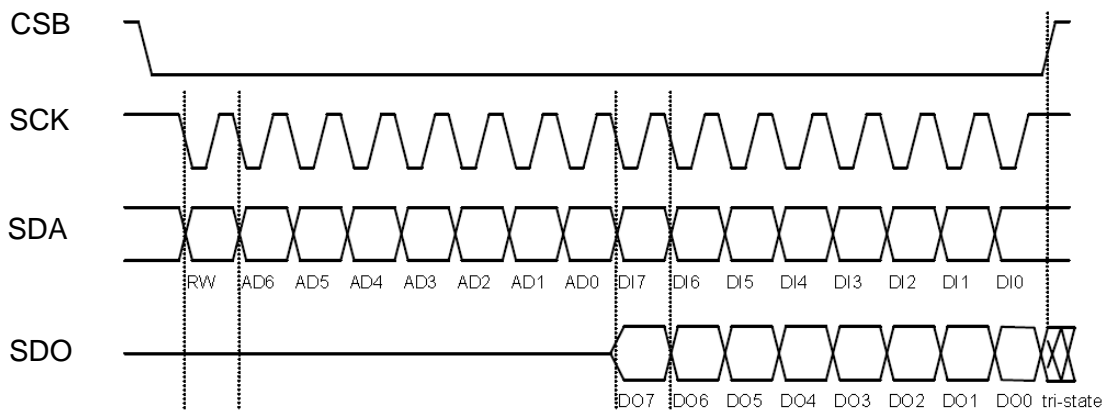 CSB
SCK
SDA
RW AD6 AD5 AD4 AD3 AD2 AD1 AD0 DI7 DI6 DI5 DI4 DI3 DI2 DI1 DI0
SDO
DO7 DO6 DO5 DO4 DO3 DO2 DO1 DO0 tri-state